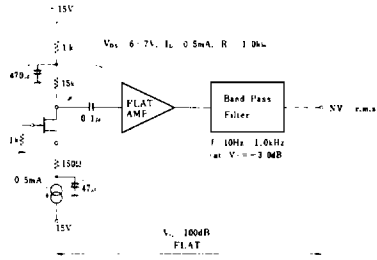 15V
1k
470μ
15k
VDS 6~7V, ID 0.5mA, R 1.0kΩ
0.1μ
FLAT
AMP
Band Pass
Filter
NV r.m.s
1k
150Ω
0.5mA
47μ
15V
f 10Hz 1.0kHz
at V -3.0dB
100dB
FLAT